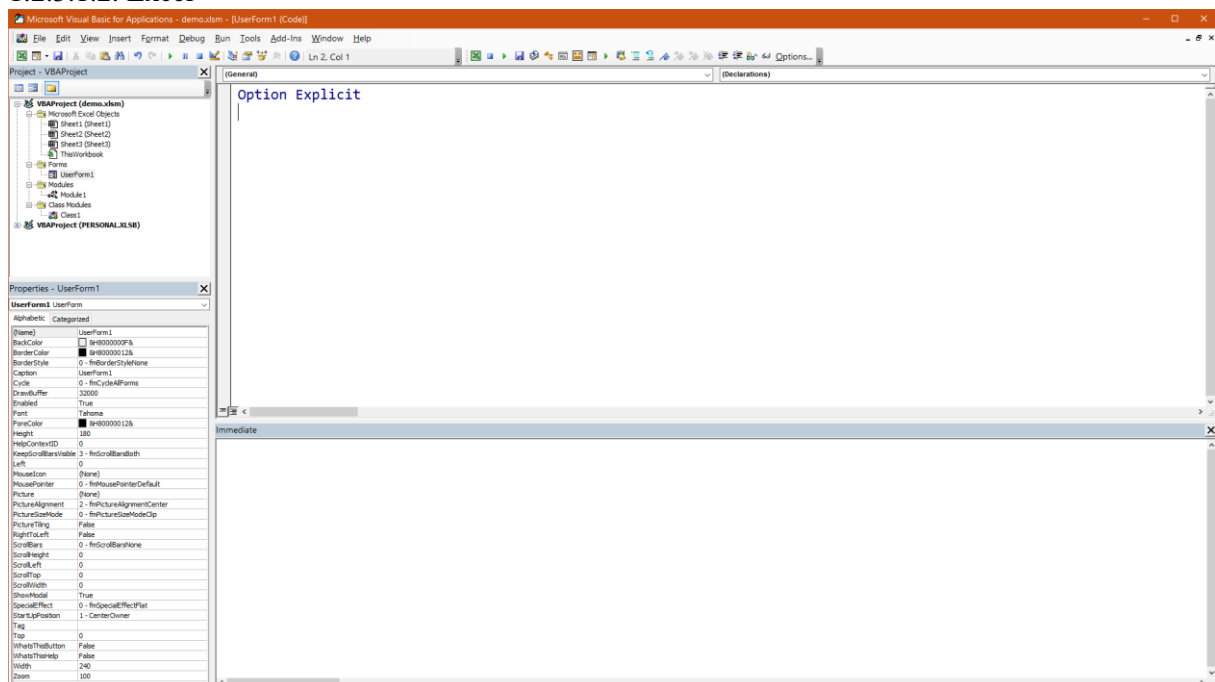 Microsoft Visual Basic for Applications - demo.xlsm - [UserForm1 (Code)]
File Edit View Insert Format Debug Run Tools Add-Ins Window Help
Ln 2, Col 1
Options...
Project - VBAProject
VBAProject (demo.xlsm)
Microsoft Excel Objects
Sheet1 (Sheet1)
Sheet2 (Sheet2)
Sheet3 (Sheet3)
ThisWorkbook
Forms
UserForm1
Modules
Module1
Class Modules
Class1
VBAProject (PERSONAL.XLSB)
Properties - UserForm1
UserForm1 UserForm
Alphabetic Categorized
(Name) UserForm1
BackColor &H8000000F&
BorderColor &H80000012&
BorderStyle 0 - fmBorderStyleNone
Caption UserForm1
Cycle 0 - fmCycleAllForms
DrawBuffer 32000
Enabled True
Font Tahoma
ForeColor &H80000012&
Height 180
HelpContextID 0
KeepScrollBarsVisible 3 - fmScrollBarsBoth
Left 0
MouseIcon (None)
MousePointer 0 - fmMousePointerDefault
Picture (None)
PictureAlignment 2 - fmPictureAlignmentCenter
PictureSizeMode 0 - fmPictureSizeModeClip
PictureTiling False
RightToLeft False
ScrollBars 0 - fmScrollBarsNone
ScrollHeight 0
ScrollLeft 0
ScrollTop 0
ScrollWidth 0
ShowModal True
SpecialEffect 0 - fmSpecialEffectFlat
StartUpPosition 1 - CenterOwner
Tag
Top 0
WhatsThisButton False
WhatsThisHelp False
Width 240
Zoom 100
(General)
(Declarations)
Option Explicit
Immediate